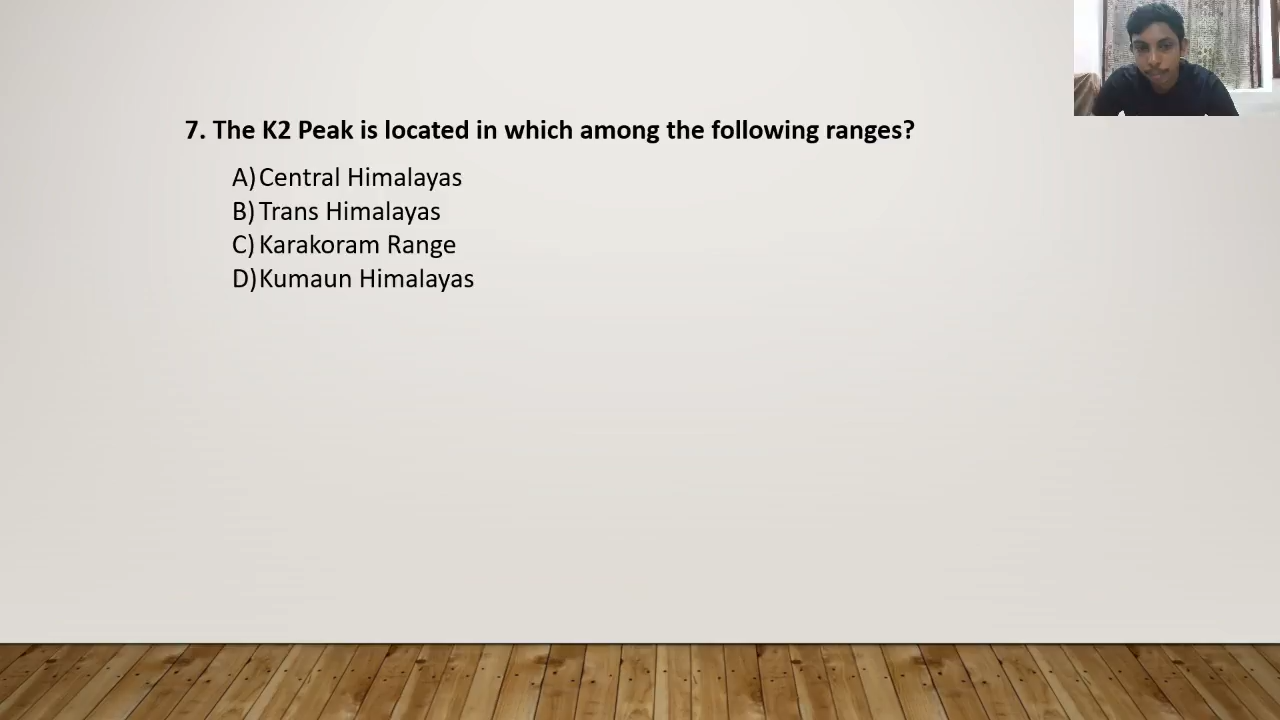 7. The K2 Peak is located in which among the following ranges?
A) Central Himalayas
B) Trans Himalayas
C) Karakoram Range
D) Kumaun Himalayas